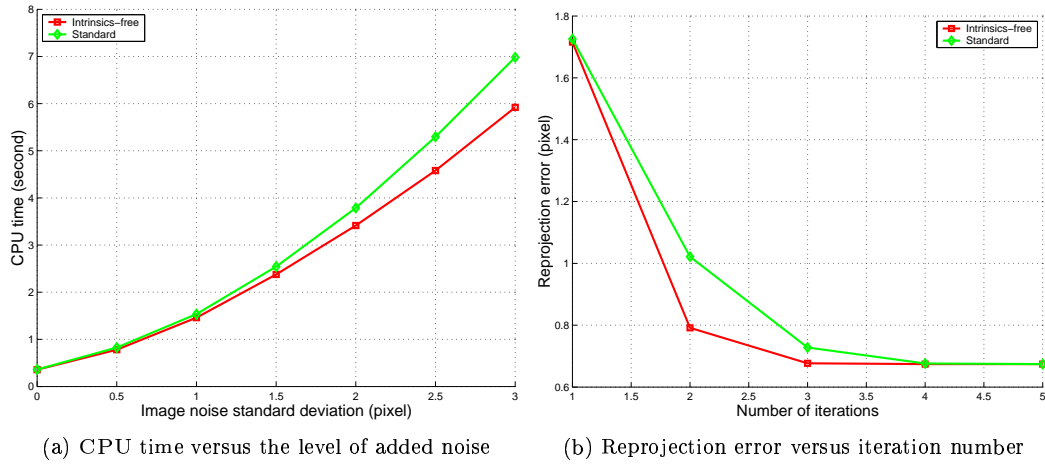 8
7
6
5
4
3
2
1
0
CPU time (second)
Intrinsics−free
Standard
0 0.5 1 1.5 2 2.5 3
Image noise standard deviation (pixel)
(a) CPU time versus the level of added noise
1.8
1.6
1.4
1.2
1
0.8
0.6
Reprojection error (pixel)
Intrinsics−free
Standard
1 1.5 2 2.5 3 3.5 4 4.5 5
Number of iterations
(b) Reprojection error versus iteration number